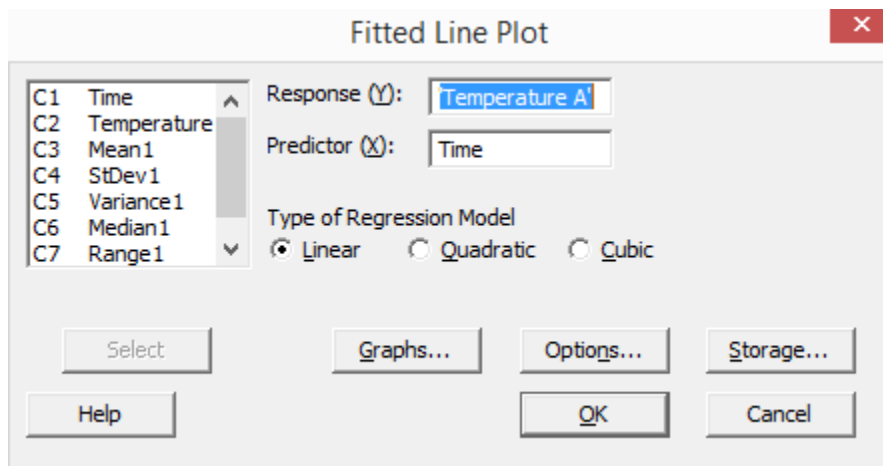 Fitted Line Plot
C1 Time
C2 Temperature
C3 Mean1
C4 StDev1
C5 Variance1
C6 Median1
C7 Range1
Response (Y): 'Temperature A'
Predictor (X): Time
Type of Regression Model
Linear Quadratic Cubic
Select Graphs... Options... Storage...
Help OK Cancel